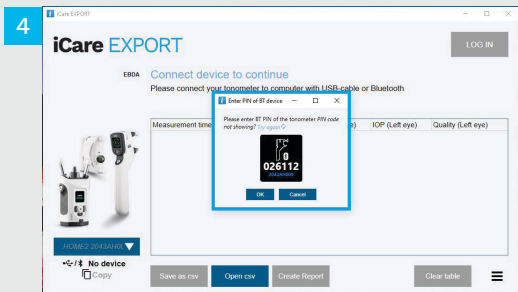 4
iCare EXPORT
iCare EXPORT
LOG IN
EBDA
Connect device to continue
Please connect your tonometer to computer with USB-cable or Bluetooth
Enter PIN of BT device
Please enter BT PIN of the tonometer PIN code
not showing? Try again
026112
2043AH009
OK Cancel
Measurement time IOP (Left eye) Quality (Left eye)
HOME2 2043AH00
No device
Copy
Save as csv Open csv Create Report Clear table